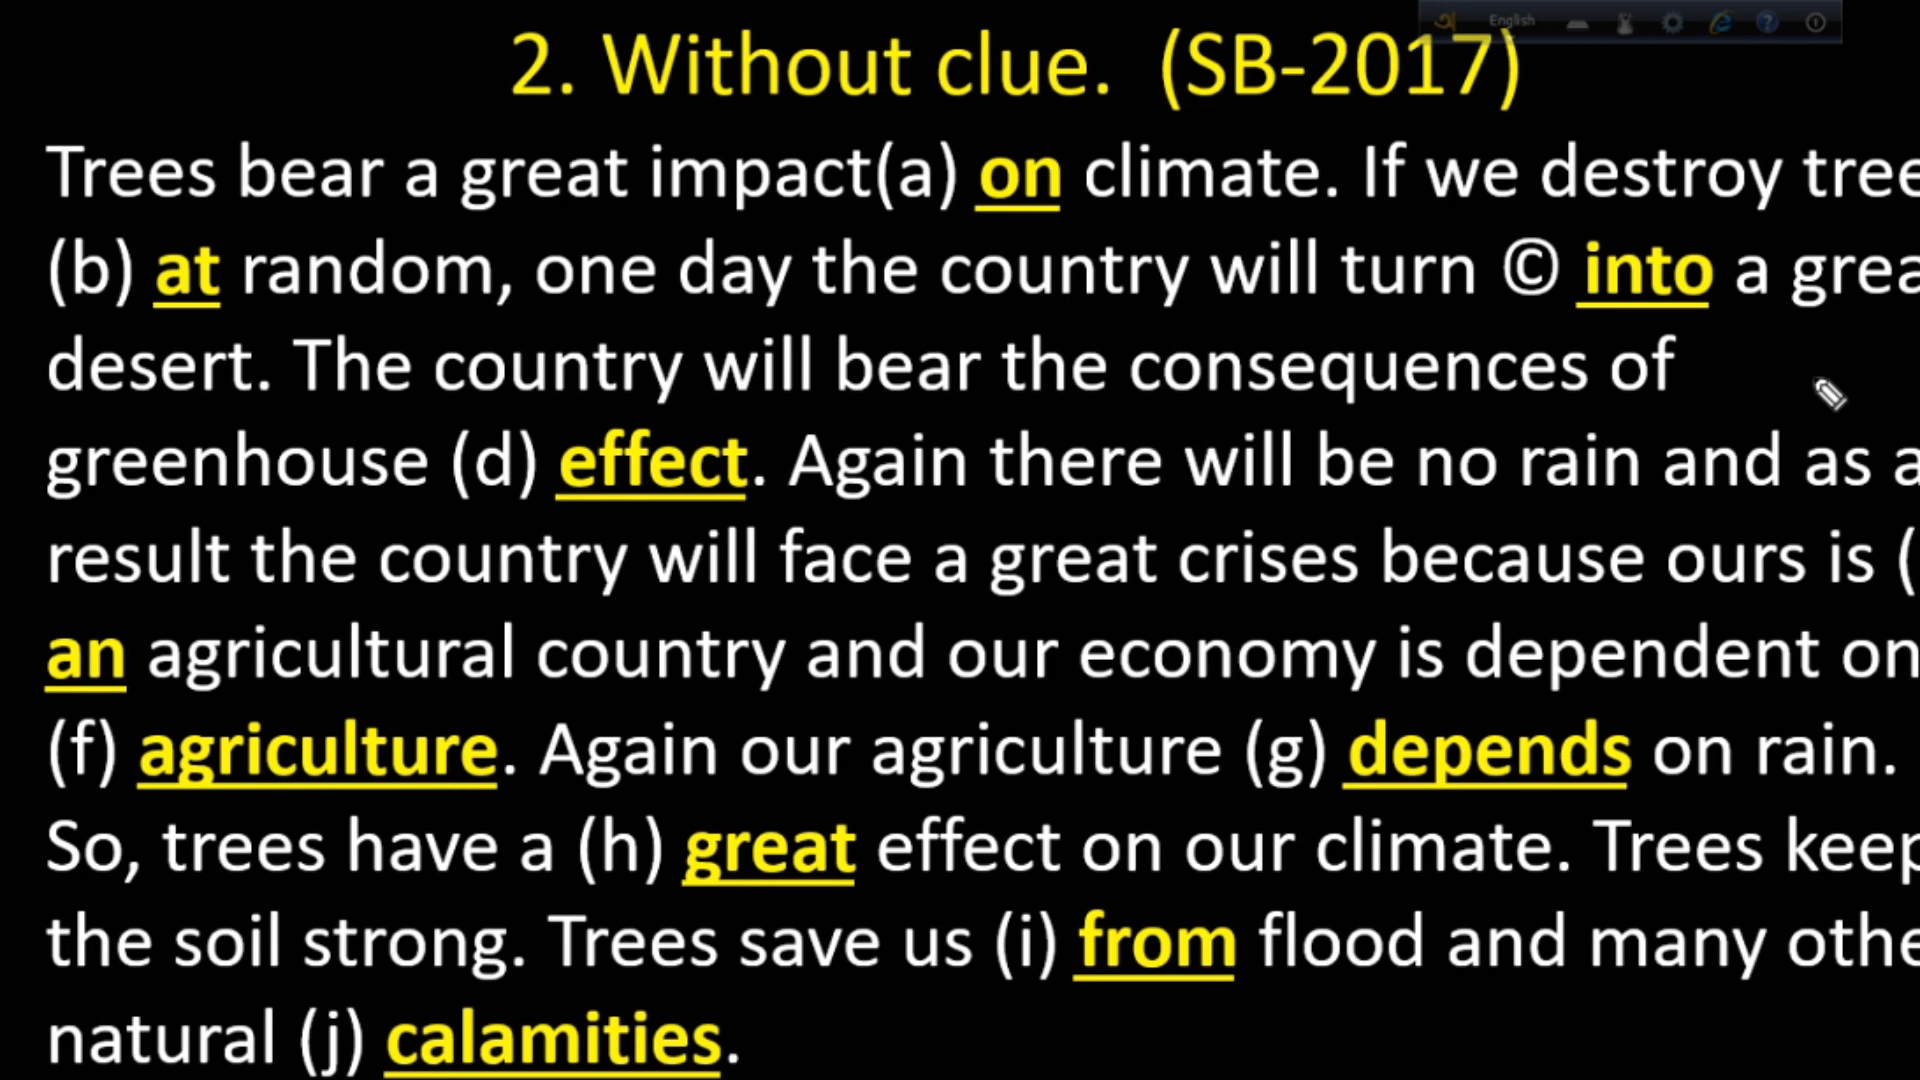 English
2. Without clue. (SB-2017)
Trees bear a great impact(a) on climate. If we destroy tree
(b) at random, one day the country will turn © into a grea
desert. The country will bear the consequences of
greenhouse (d) effect. Again there will be no rain and as a
result the country will face a great crises because ours is (
an agricultural country and our economy is dependent on
(f) agriculture. Again our agriculture (g) depends on rain.
So, trees have a (h) great effect on our climate. Trees keep
the soil strong. Trees save us (i) from flood and many othe
natural (j) calamities.